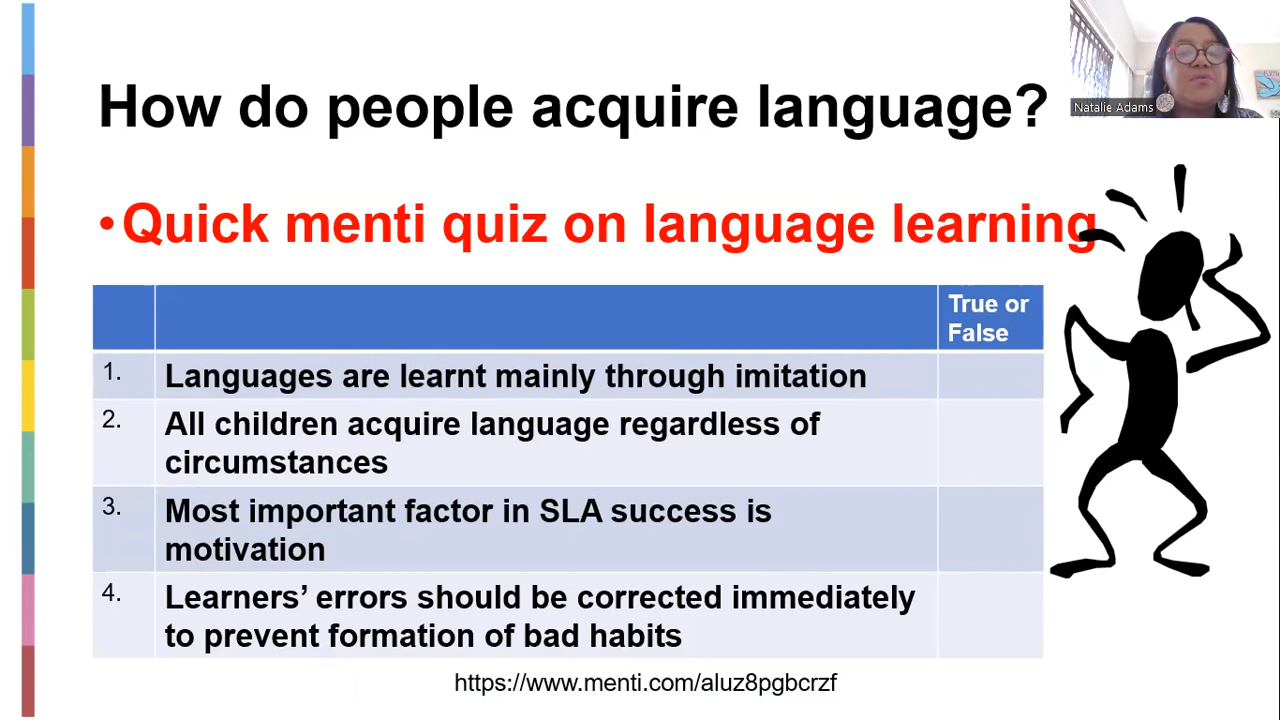 How do people acquire language?
Natalie Adams
•Quick menti quiz on language learning
True or
False
1. Languages are learnt mainly through imitation
2. All children acquire language regardless of
circumstances
3. Most important factor in SLA success is
motivation
4. Learners’ errors should be corrected immediately
to prevent formation of bad habits
https://www.menti.com/aluz8pgbcrzf